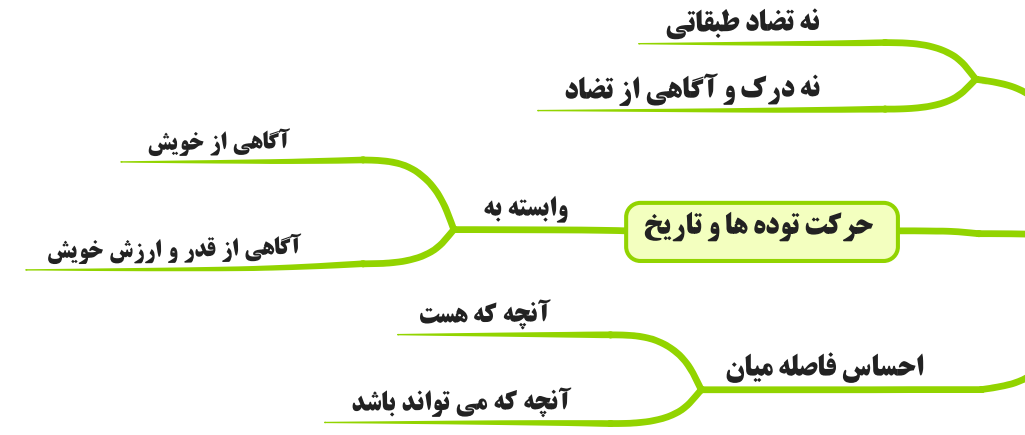 نه تضاد طبقاتی
نه درک و آگاهی از تضاد
حرکت توده ها و تاریخ
وابسته به
آگاهی از خویش
آگاهی از قدر و ارزش خویش
احساس فاصله میان
آنچه که هست
آنچه که می تواند باشد